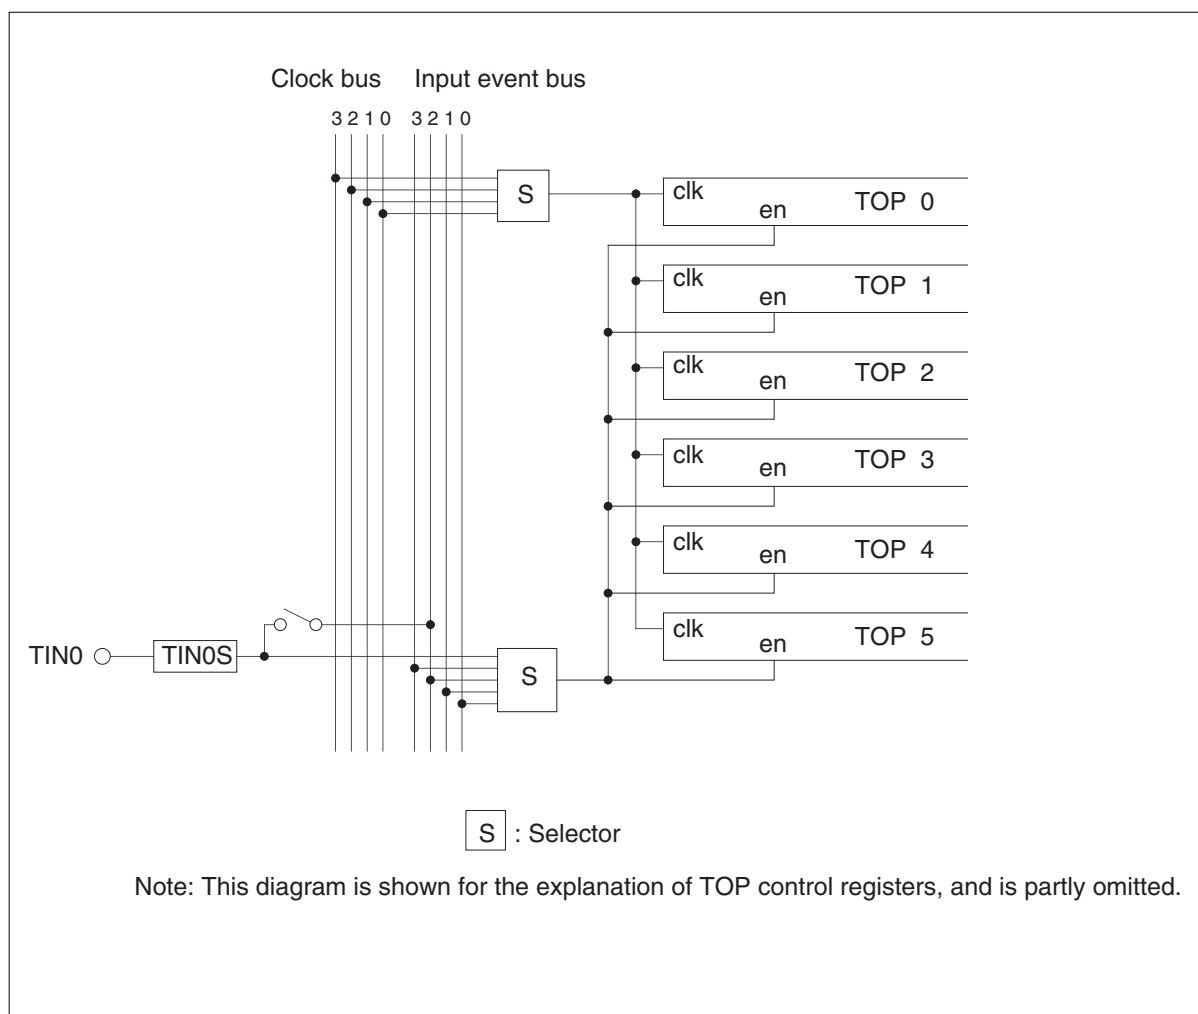 Clock bus Input event bus
3 2 1 0 3 2 1 0
S clk en TOP 0
clk en TOP 1
clk en TOP 2
clk en TOP 3
clk en TOP 4
clk en TOP 5
TIN0 TIN0S S
S : Selector
Note: This diagram is shown for the explanation of TOP control registers, and is partly omitted.